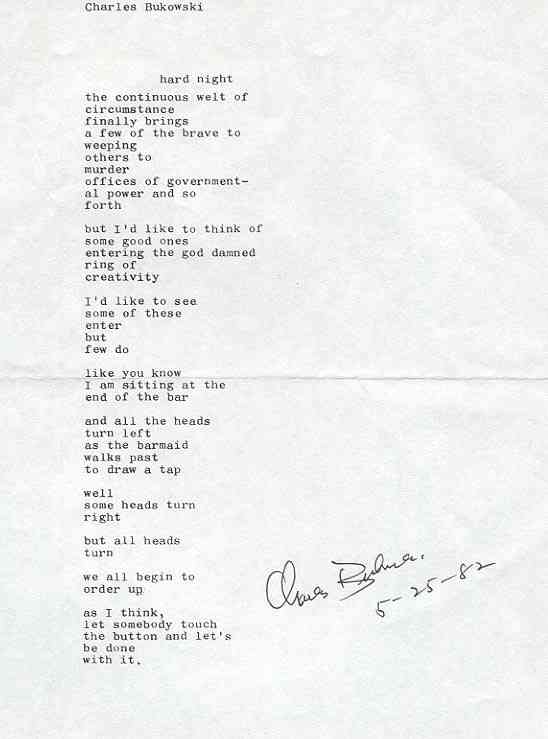 Charles Bukowski
hard night
the continuous welt of
circumstance
finally brings
a few of the brave to
weeping
others to
murder
offices of government-
al power and so
forth
but I'd like to think of
some good ones
entering the god damned
ring of
creativity
I'd like to see
some of these
enter
but
few do
like you know
I am sitting at the
end of the bar
and all the heads
turn left
as the barmaid
walks past
to draw a tap
well
some heads turn
right
but all heads
turn
we all begin to
order up
as I think,
let somebody touch
the button and let's
be done
with it.
Charles Bukowski
5-25-82